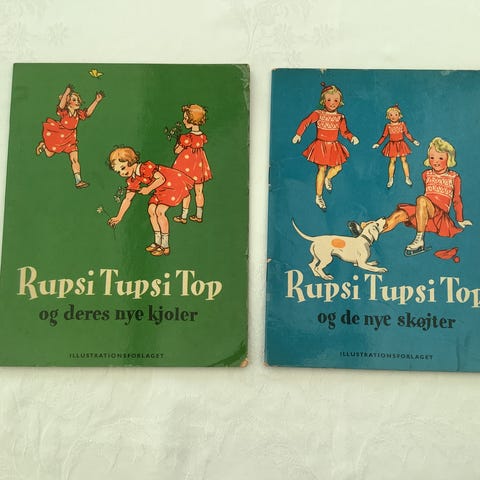 Rupsi Tupsi Top
og deres nye kjoler
ILLUSTRATIONSFORLAGET
Rupsi Tupsi Top
og de nye skøjter
ILLUSTRATIONSFORLAGET